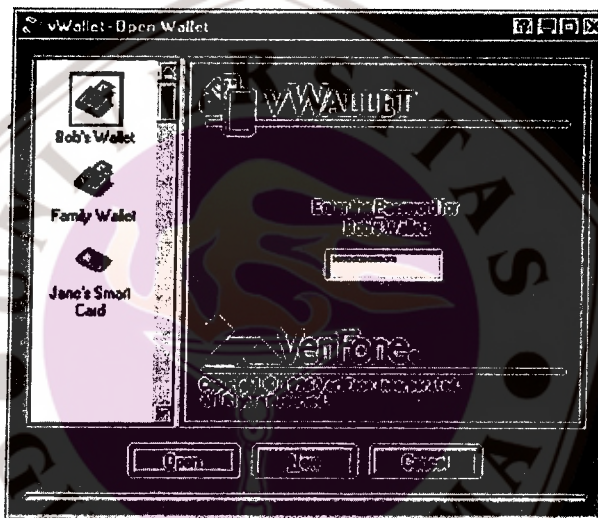 vWallet - Open Wallet
Bob's Wallet
Family Wallet
Jane's Smart
Card
VWALLET
Enter the Password for
Bob's Wallet
VeriFone
Open
New
Cancel